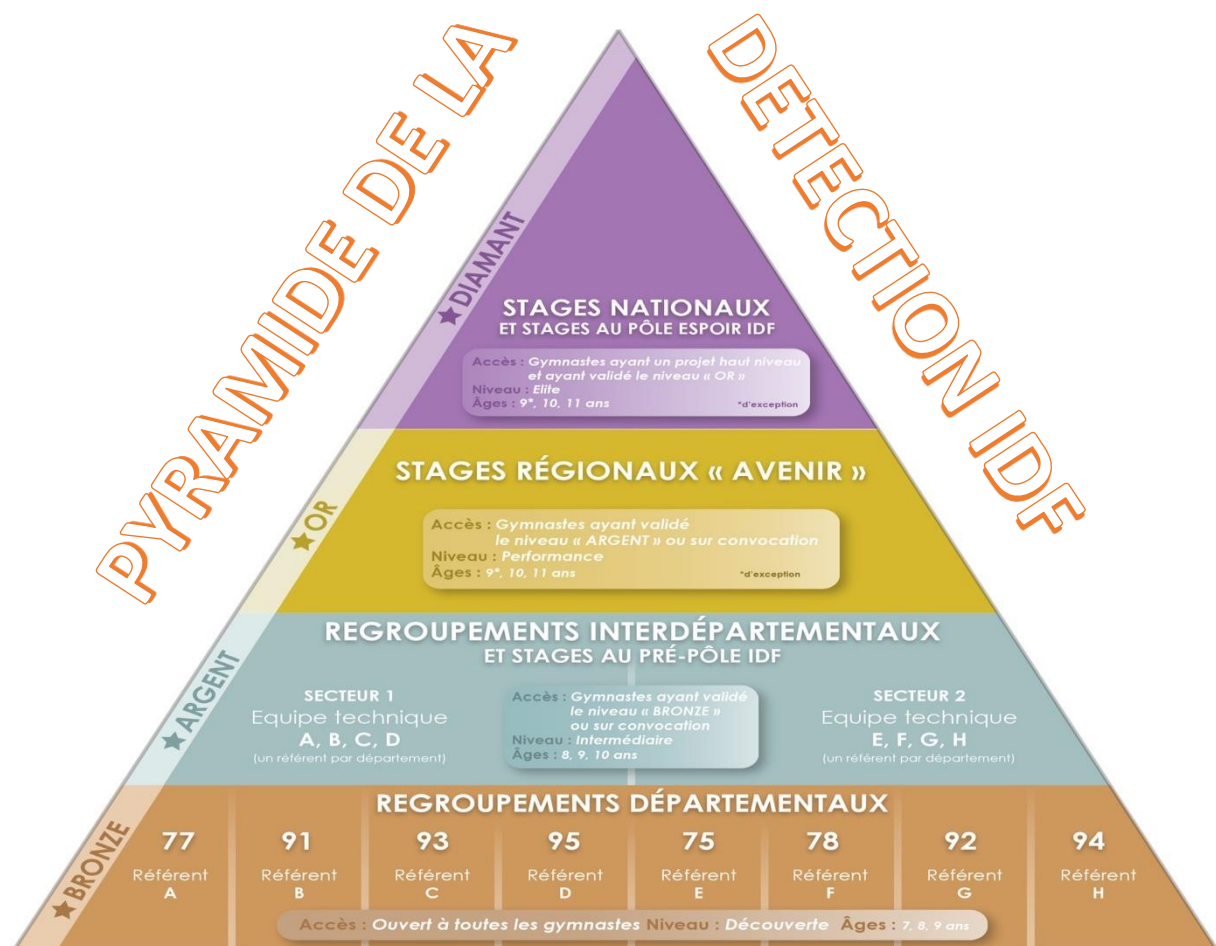 PYRAMIDE DE LA
DETECTION IDF
★ DIAMANT
STAGES NATIONAUX
ET STAGES AU PÔLE ESPOIR IDF
Accès : Gymnastes ayant un projet haut niveau
et ayant validé le niveau « OR »
Niveau : Elite
Âges : 9*, 10, 11 ans
*d'exception
★ OR
STAGES RÉGIONAUX « AVENIR »
Accès : Gymnastes ayant validé
le niveau « ARGENT » ou sur convocation
Niveau : Performance
Âges : 9*, 10, 11 ans
*d'exception
★ ARGENT
REGROUPEMENTS INTERDÉPARTEMENTAUX
ET STAGES AU PRÉ-PÔLE IDF
SECTEUR 1
Equipe technique
A, B, C, D
(un référent par département)
Accès : Gymnastes ayant validé
le niveau « BRONZE »
ou sur convocation
Niveau : Intermédiaire
Âges : 8, 9, 10 ans
SECTEUR 2
Equipe technique
E, F, G, H
(un référent par département)
★ BRONZE
REGROUPEMENTS DÉPARTEMENTAUX
77 91 93 95 75 78 92 94
Référent Référent Référent Référent Référent Référent Référent Référent
A B C D E F G H
Accès : Ouvert à toutes les gymnastes Niveau : Découverte Âges : 7, 8, 9 ans